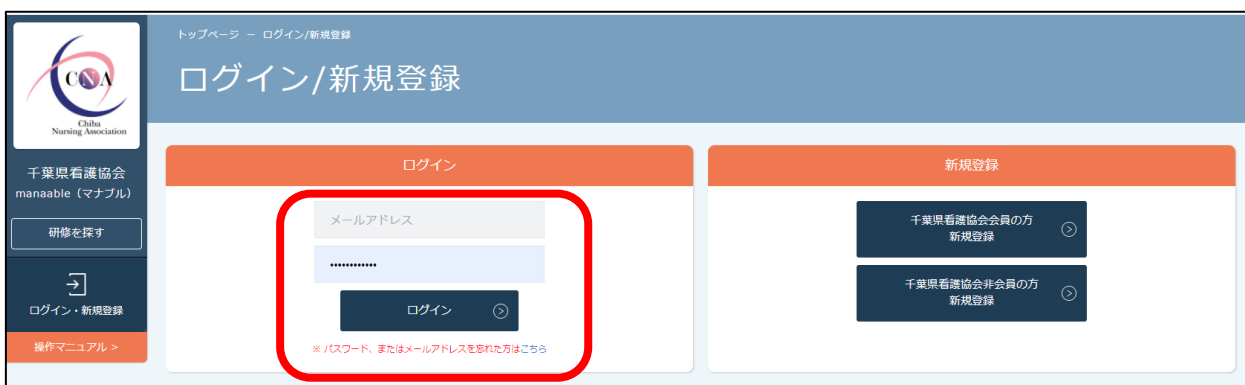 CNA
Chiba
Nursing Association
千葉県看護協会
manaable（マナブル）
研修を探す
ログイン・新規登録
操作マニュアル >
トップページ － ログイン/新規登録
ログイン/新規登録
ログイン
メールアドレス
••••••••••••
ログイン
※ パスワード、またはメールアドレスを忘れた方はこちら
新規登録
千葉県看護協会会員の方
新規登録
千葉県看護協会非会員の方
新規登録